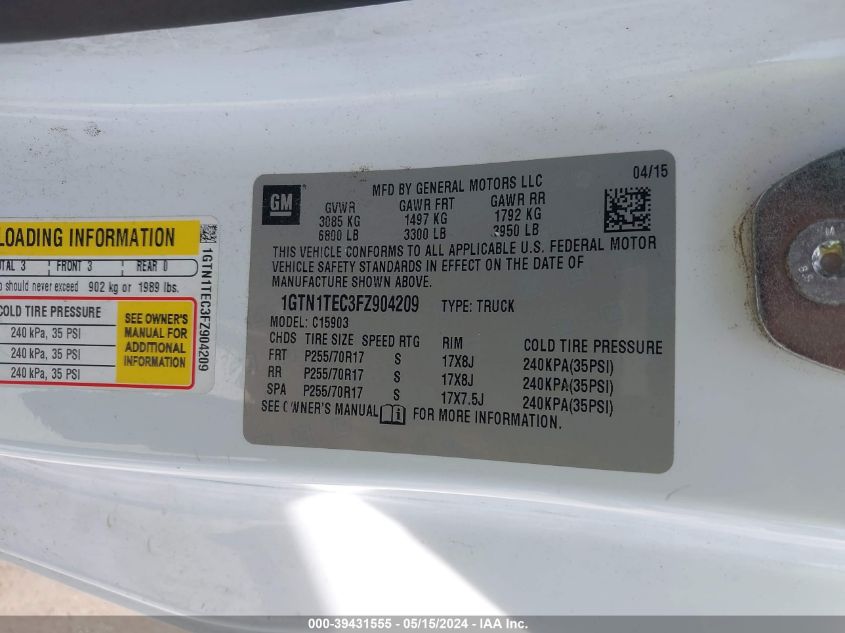 LOADING INFORMATION
TOTAL 3 FRONT 3 REAR 0
should never exceed 902 kg or 1989 lbs.
COLD TIRE PRESSURE
240 kPa, 35 PSI
240 kPa, 35 PSI
240 kPa, 35 PSI
SEE OWNER'S
MANUAL FOR
ADDITIONAL
INFORMATION
1GTN1TEC3FZ904209
GM
MFD BY GENERAL MOTORS LLC
04/15
GVWR GAWR FRT GAWR RR
3085 KG 1497 KG 1792 KG
6800 LB 3300 LB 3950 LB
THIS VEHICLE CONFORMS TO ALL APPLICABLE U.S. FEDERAL MOTOR
VEHICLE SAFETY STANDARDS IN EFFECT ON THE DATE OF
MANUFACTURE SHOWN ABOVE.
1GTN1TEC3FZ904209 TYPE: TRUCK
MODEL: C15903
CHDS TIRE SIZE SPEED RTG RIM COLD TIRE PRESSURE
FRT P255/70R17 S 17X8J 240KPA(35PSI)
RR P255/70R17 S 17X8J 240KPA(35PSI)
SPA P255/70R17 S 17X7.5J 240KPA(35PSI)
SEE OWNER'S MANUAL FOR MORE INFORMATION.
000-39431555 - 05/15/2024 - IAAI Inc.